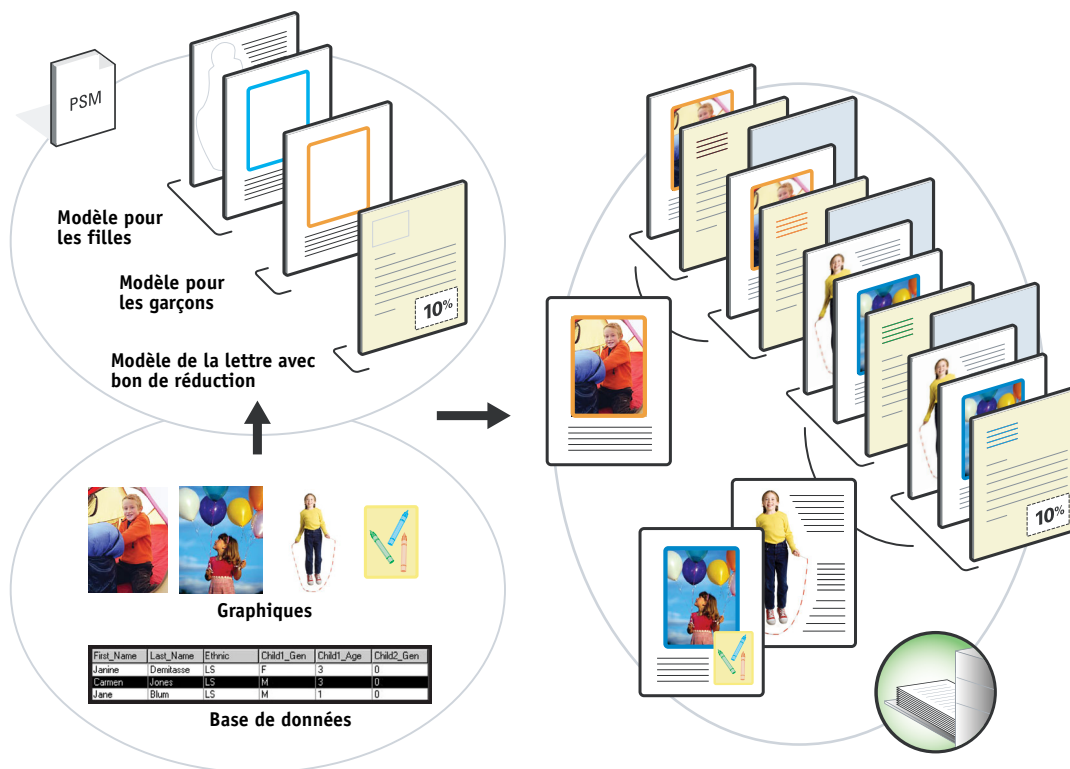 PSM
Modèle pour
les filles
Modèle pour
les garçons
10%
Modèle de la lettre avec
bon de réduction
10%
Graphiques
First_Name Last_Name Ethnic Child1_Gen Child1_Age Child2_Gen
Janine Demitasse LS F 3 0
Carmen Jones LS M 3 0
Jane Blum LS M 1 0
Base de données